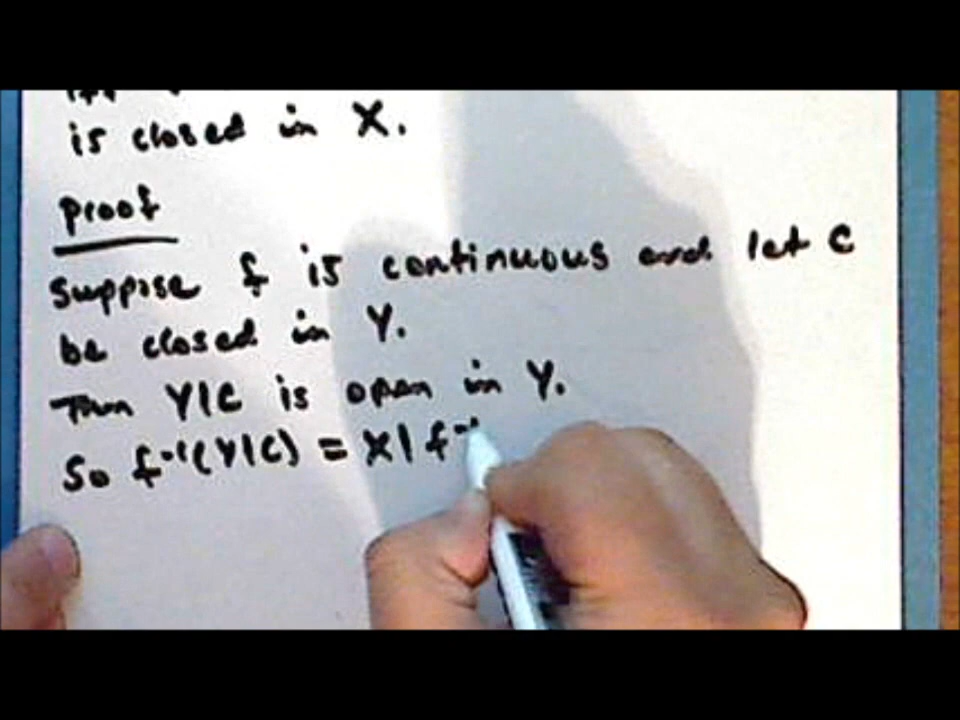 is closed in X.
proof
Suppose f is continuous and let C
be closed in Y.
Then Y\C is open in Y.
So f⁻¹(Y\C) = X\f⁻¹